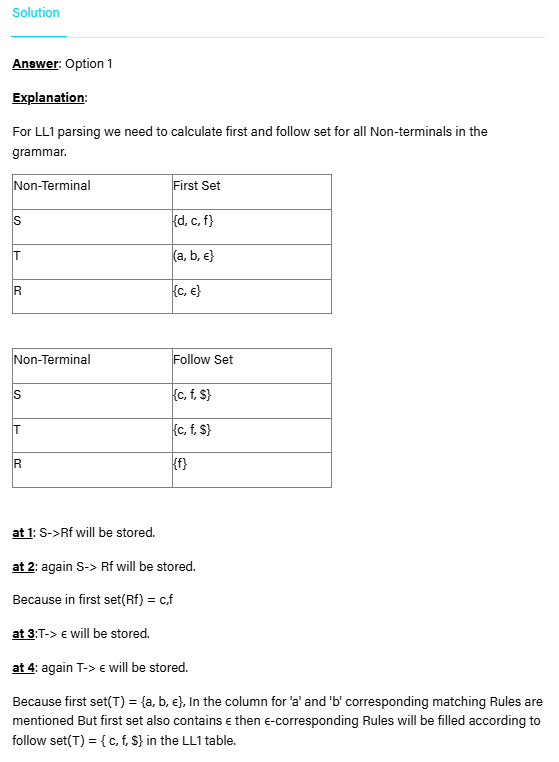 Solution
Answer: Option 1
Explanation:
For LL1 parsing we need to calculate first and follow set for all Non-terminals in the
grammar.
Non-Terminal First Set
S {d, c, f}
T (a, b, ϵ}
R {c, ϵ}
Non-Terminal Follow Set
S {c, f, $}
T {c, f, $}
R {f}
at 1: S->Rf will be stored.
at 2: again S-> Rf will be stored.
Because in first set(Rf) = c,f
at 3:T-> ϵ will be stored.
at 4: again T-> ϵ will be stored.
Because first set(T) = {a, b, ϵ}, In the column for 'a' and 'b' corresponding matching Rules are
mentioned But first set also contains ϵ then ϵ-corresponding Rules will be filled according to
follow set(T) = { c, f, $} in the LL1 table.